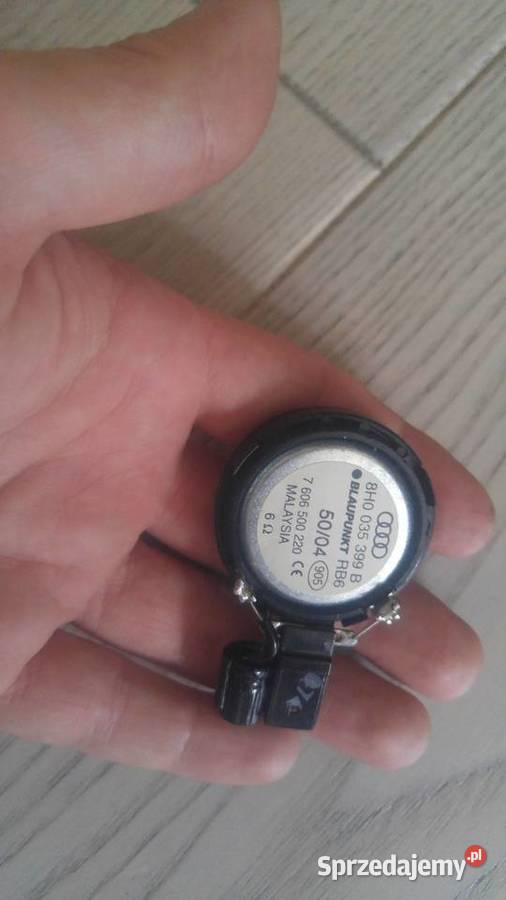 8H0 035 399 B
BLAUPUNKT RB6
50/04 905
7 606 500 220 CE
MALAYSIA
6 Ω
Sprzedajemy.pl